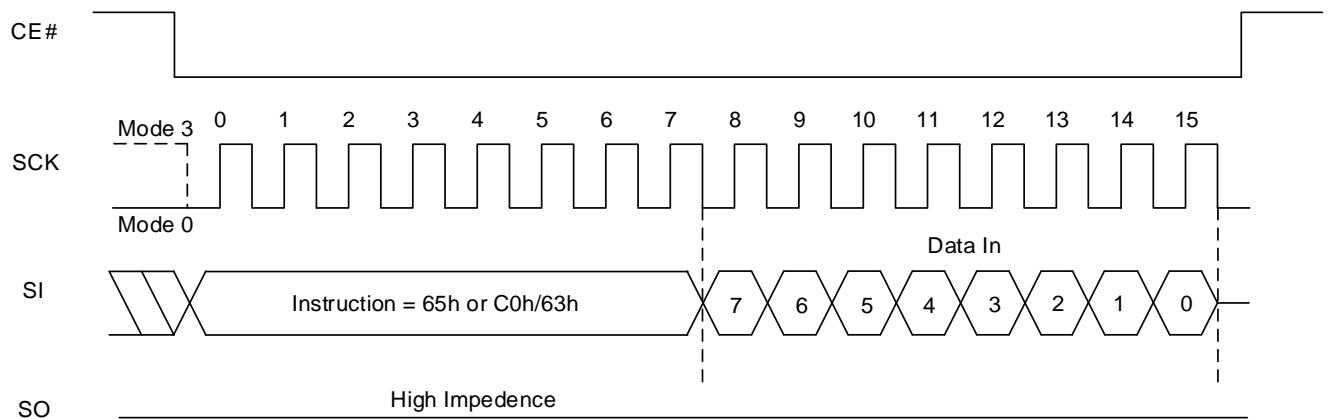 CE#
SCK
Mode 3
0 1 2 3 4 5 6 7 8 9 10 11 12 13 14 15
Mode 0
Data In
SI
Instruction = 65h or C0h/63h
7 6 5 4 3 2 1 0
SO
High Impedence